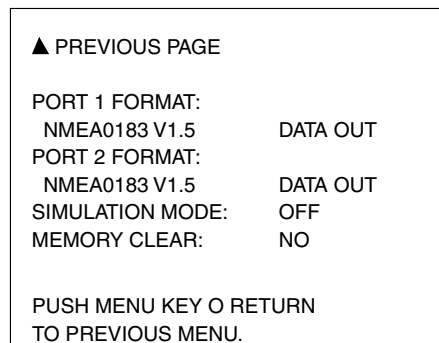 ▲ PREVIOUS PAGE
PORT 1 FORMAT:
NMEA0183 V1.5 DATA OUT
PORT 2 FORMAT:
NMEA0183 V1.5 DATA OUT
SIMULATION MODE: OFF
MEMORY CLEAR: NO
PUSH MENU KEY O RETURN
TO PREVIOUS MENU.